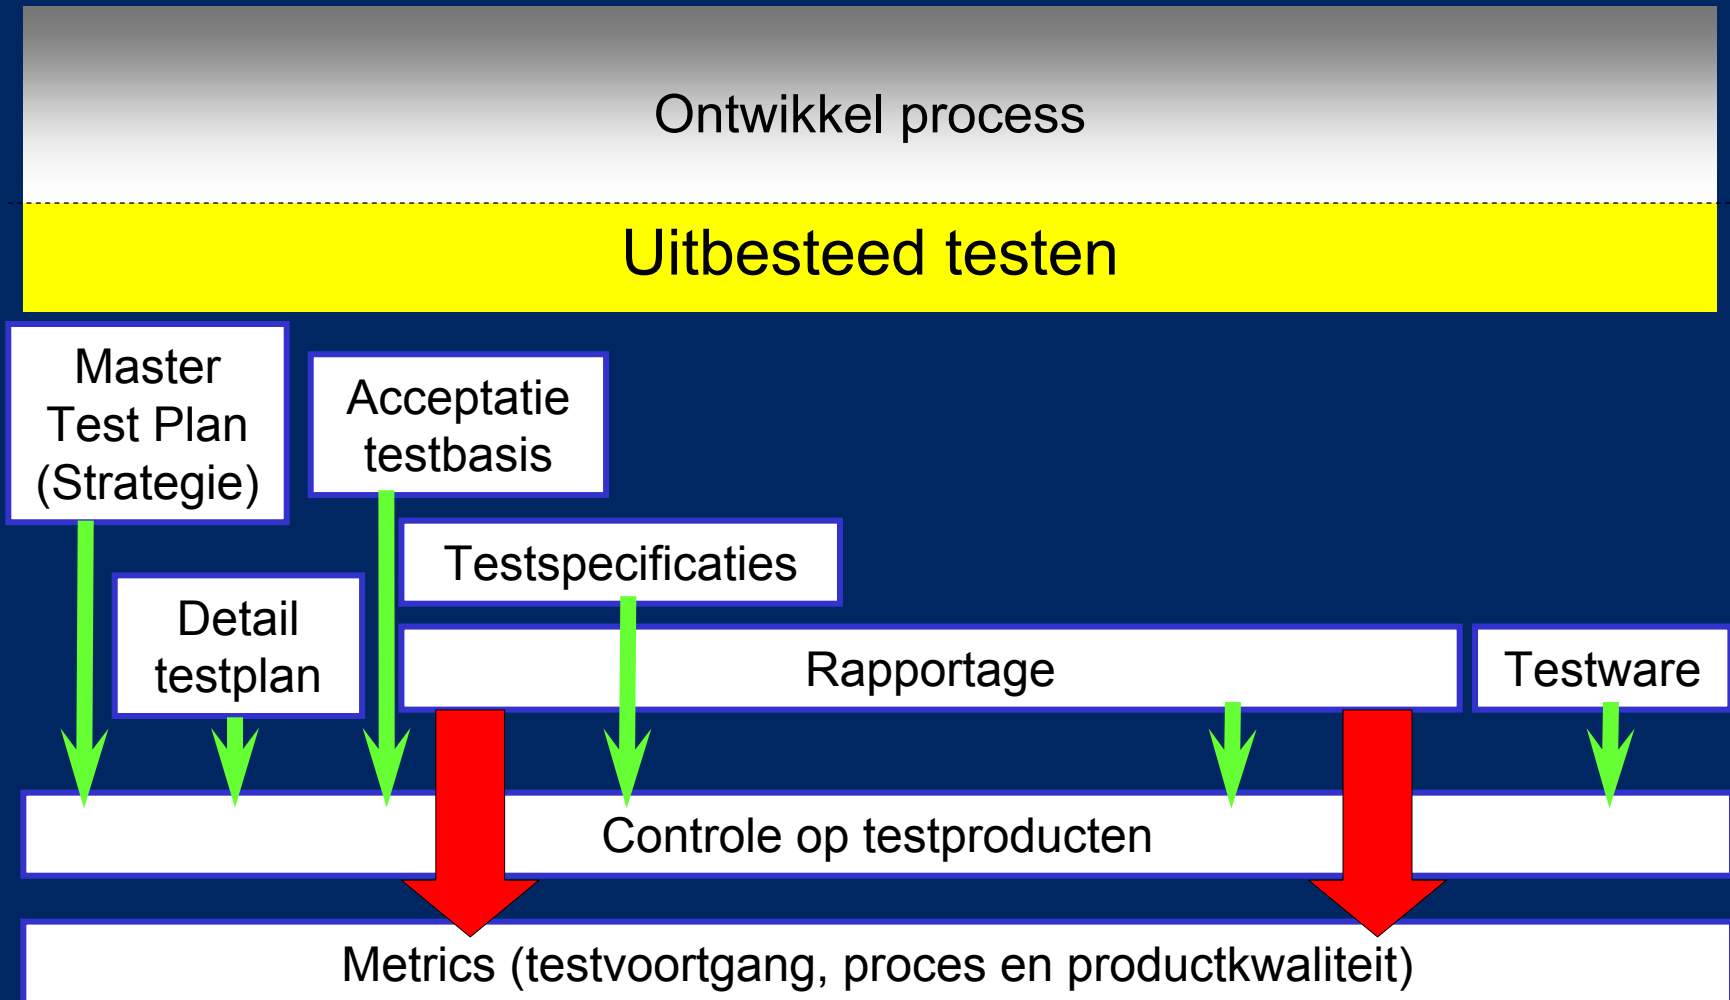 Ontwikkel process
Uitbesteed testen
Master
Test Plan
(Strategie)
Acceptatie
testbasis
Testspecificaties
Detail
testplan
Rapportage
Testware
Controle op testproducten
Metrics (testvoortgang, proces en productkwaliteit)